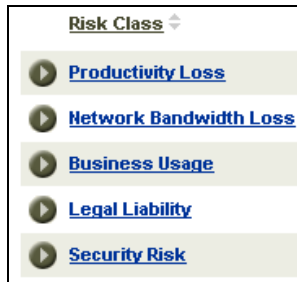 Risk Class
Productivity Loss
Network Bandwidth Loss
Business Usage
Legal Liability
Security Risk